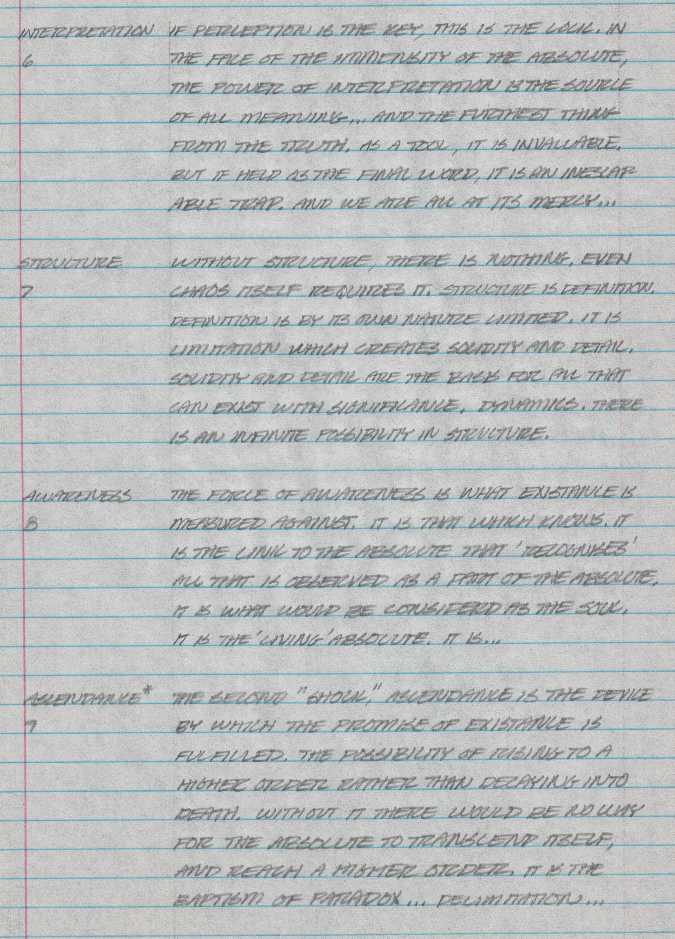 INTERPRETATION IF PERCEPTION IS THE KEY, THIS IS THE LOCK. IN
6 THE FACE OF THE IMMENSITY OF THE ABSOLUTE,
THE POWER OF INTERPRETATION IS THE SOURCE
OF ALL MEANING... AND THE FURTHEST THING
FROM THE TRUTH. AS A TOOL, IT IS INVALUABLE.
BUT IF HELD AS THE FINAL WORD, IT IS AN INESCAP
ABLE TRAP. AND WE ARE ALL AT ITS MERCY...
STRUCTURE WITHOUT STRUCTURE, THERE IS NOTHING. EVEN
7 CHAOS ITSELF REQUIRES IT. STRUCTURE IS DEFINITION.
DEFINITION IS BY ITS OWN NATURE LIMITED. IT IS
LIMITATION WHICH CREATES SOLIDITY AND DETAIL.
SOLIDITY AND DETAIL ARE THE BASIS FOR ALL THAT
CAN EXIST WITH SIGNIFICANCE. DYNAMICS. THERE
IS AN INFINITE POSSIBILITY IN STRUCTURE.
AWARENESS THE FORCE OF AWARENESS IS WHAT EXISTANCE IS
8 MEASURED AGAINST. IT IS THAT WHICH KNOWS. IT
IS THE LINK TO THE ABSOLUTE THAT 'RECOGNISES'
ALL THAT IS OBSERVED AS A PART OF THE ABSOLUTE.
IT IS WHAT WOULD BE CONSIDERD AS THE SOUL.
IT IS THE 'LIVING' ABSOLUTE. IT IS...
ASCENDANCE* THE SECOND "SHOCK," ASCENDANCE IS THE DEVICE
9 BY WHICH THE PROMISE OF EXISTANCE IS
FULFILLED. THE POSSIBILITY OF RISING TO A
HIGHER ORDER RATHER THAN DECAYING INTO
DEATH. WITHOUT IT THERE WOULD BE NO WAY
FOR THE ABSOLUTE TO TRANSCEND ITSELF,
AND REACH A HIGHER ORDER. IT IS THE
BAPTISM OF PARADOX... DELIMITATION...